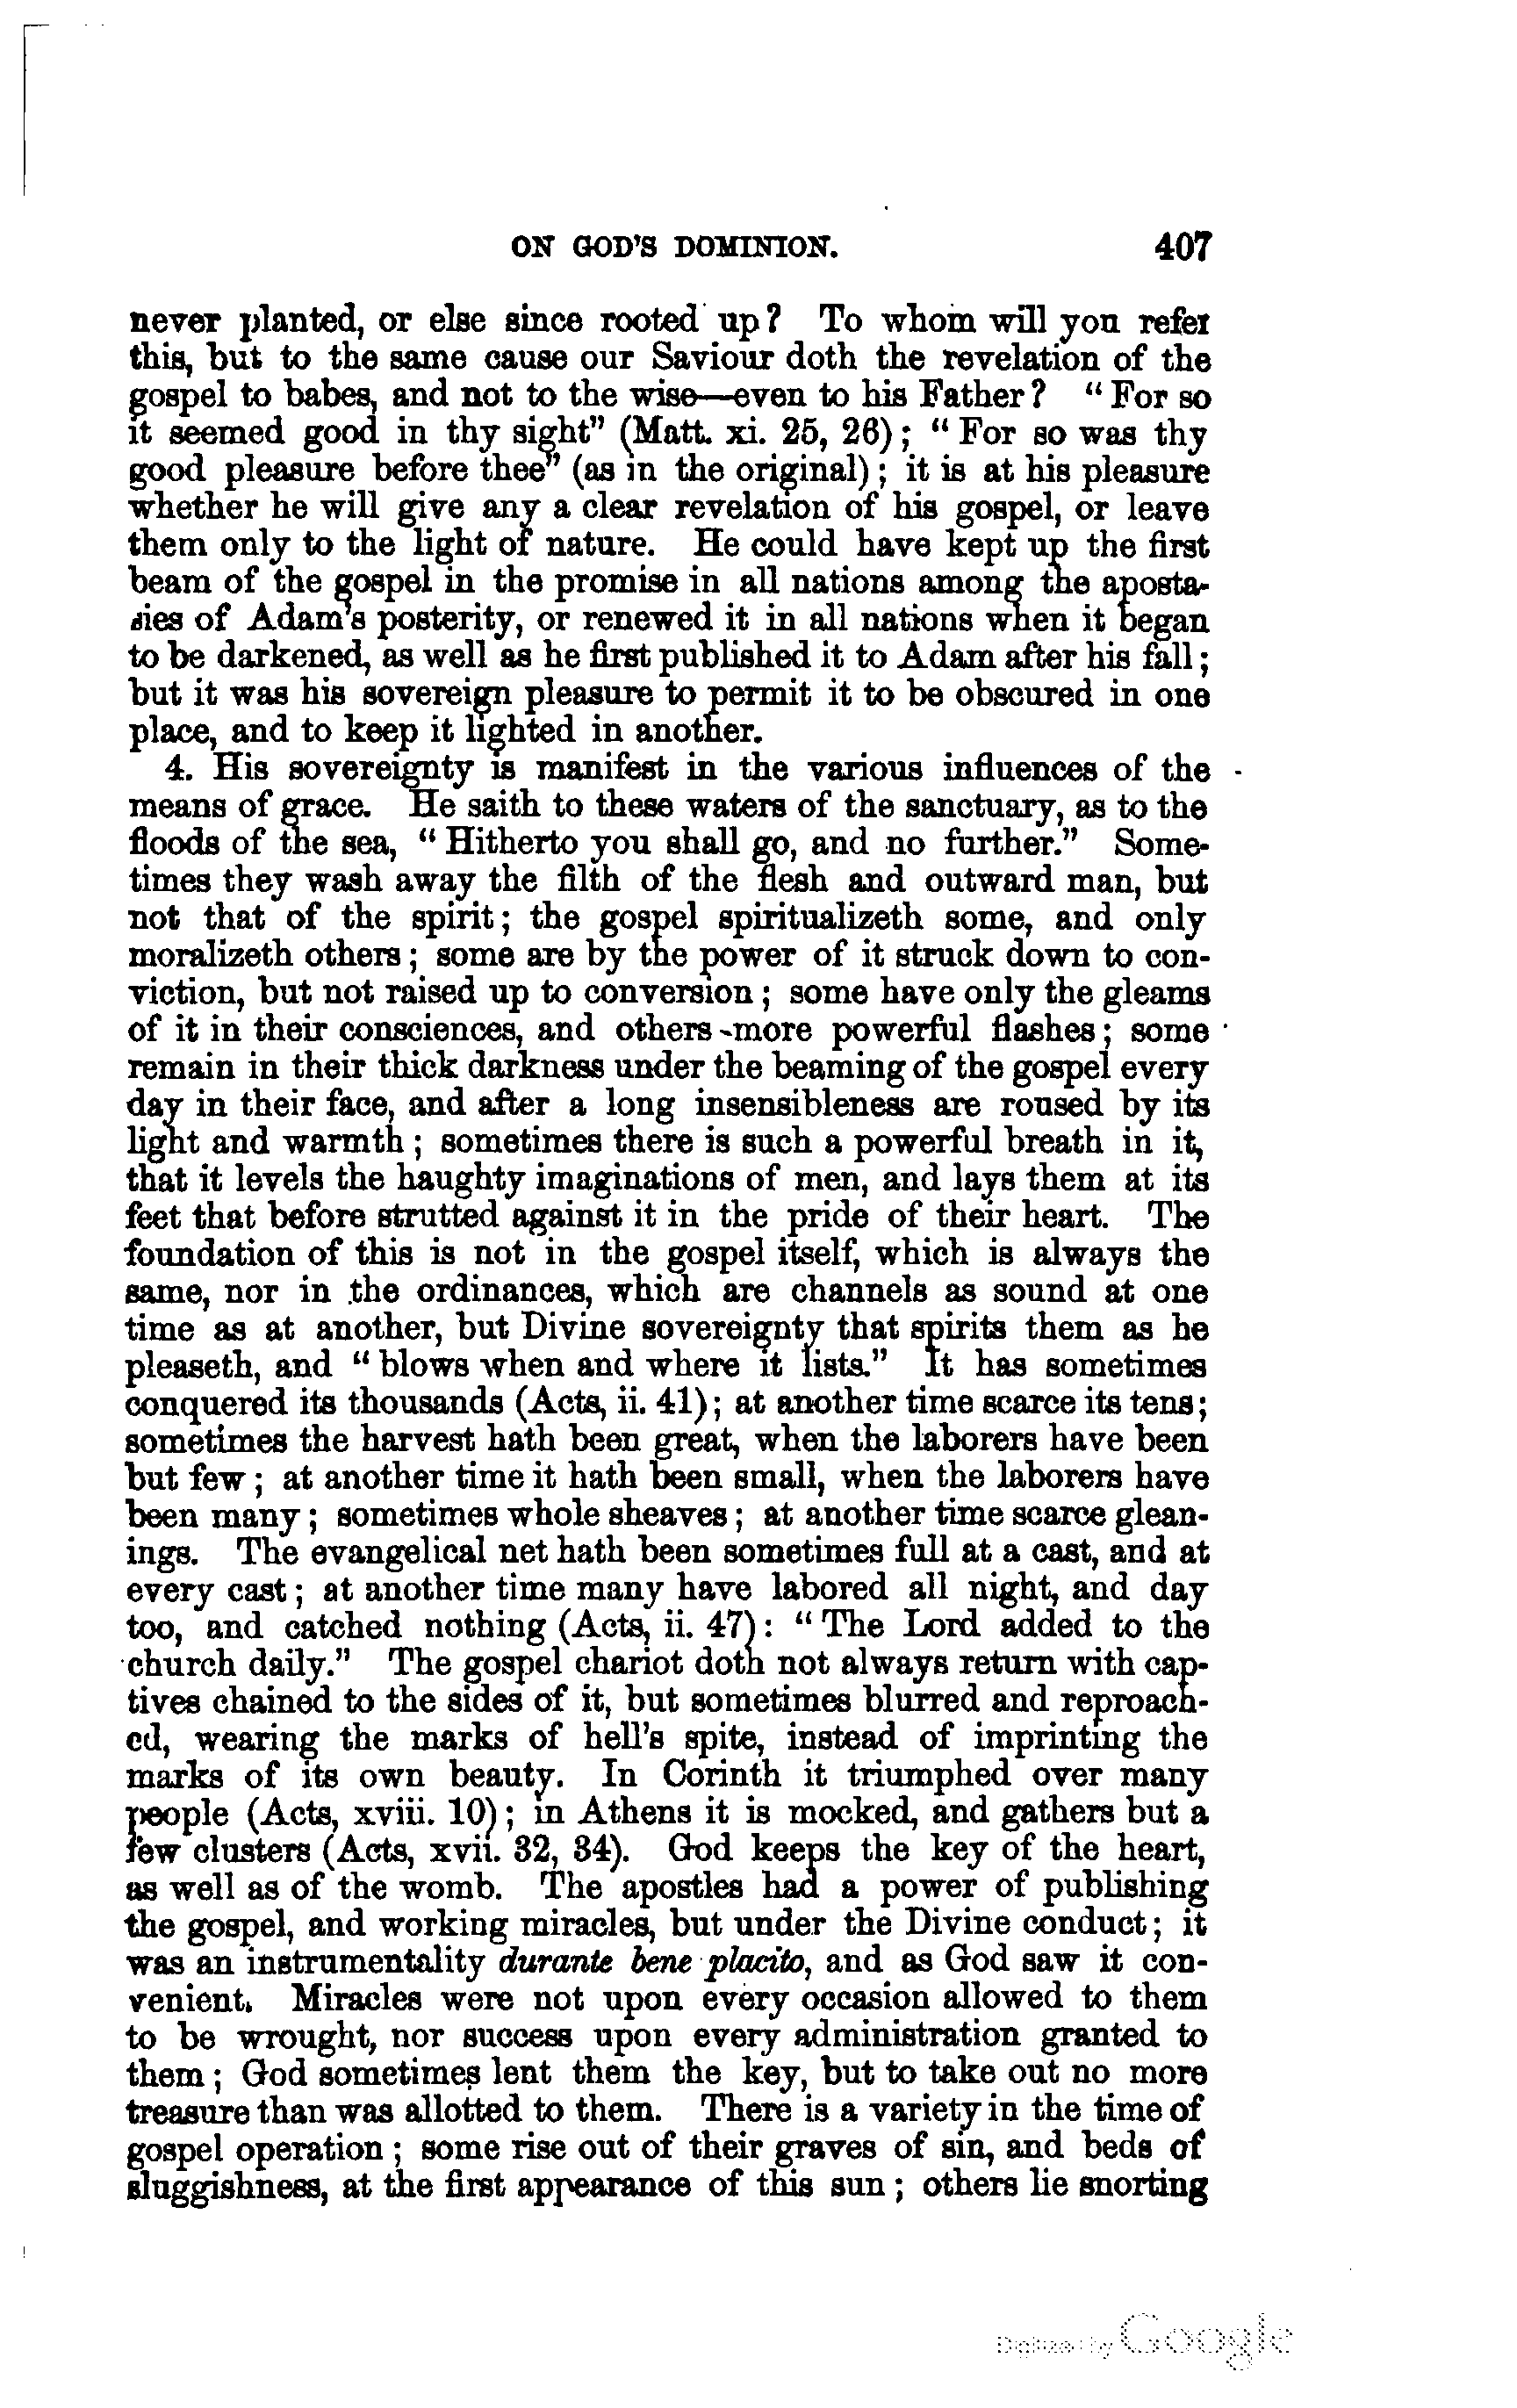 ON GOD'S DOMINION. 407
never planted, or else since rooted up? To whom will you refer
this, but to the same cause our Saviour doth the revelation of the
gospel to babes, and not to the wise—even to his Father? "For so
it seemed good in thy sight" (Matt. xi. 25, 26); "For so was thy
good pleasure before thee" (as in the original); it is at his pleasure
whether he will give any a clear revelation of his gospel, or leave
them only to the light of nature. He could have kept up the first
beam of the gospel in the promise in all nations among the aposta-
sies of Adam's posterity, or renewed it in all nations when it began
to be darkened, as well as he first published it to Adam after his fall;
but it was his sovereign pleasure to permit it to be obscured in one
place, and to keep it lighted in another.
4. His sovereignty is manifest in the various influences of the
means of grace. He saith to these waters of the sanctuary, as to the
floods of the sea, "Hitherto you shall go, and no further." Some-
times they wash away the filth of the flesh and outward man, but
not that of the spirit; the gospel spiritualizeth some, and only
moralizeth others; some are by the power of it struck down to con-
viction, but not raised up to conversion; some have only the gleams
of it in their consciences, and others more powerful flashes; some
remain in their thick darkness under the beaming of the gospel every
day in their face, and after a long insensibleness are roused by its
light and warmth; sometimes there is such a powerful breath in it,
that it levels the haughty imaginations of men, and lays them at its
feet that before strutted against it in the pride of their heart. The
foundation of this is not in the gospel itself, which is always the
same, nor in the ordinances, which are channels as sound at one
time as at another, but Divine sovereignty that spirits them as he
pleaseth, and "blows when and where it lists." It has sometimes
conquered its thousands (Acts, ii. 41); at another time scarce its tens;
sometimes the harvest hath been great, when the laborers have been
but few; at another time it hath been small, when the laborers have
been many; sometimes whole sheaves; at another time scarce glean-
ings. The evangelical net hath been sometimes full at a cast, and at
every cast; at another time many have labored all night, and day
too, and catched nothing (Acts, ii. 47): "The Lord added to the
church daily." The gospel chariot doth not always return with cap-
tives chained to the sides of it, but sometimes blurred and reproach-
ed, wearing the marks of hell's spite, instead of imprinting the
marks of its own beauty. In Corinth it triumphed over many
people (Acts, xviii. 10); in Athens it is mocked, and gathers but a
few clusters (Acts, xvii. 32, 34). God keeps the key of the heart,
as well as of the womb. The apostles had a power of publishing
the gospel, and working miracles, but under the Divine conduct; it
was an instrumentality durante bene placito, and as God saw it con-
venient. Miracles were not upon every occasion allowed to them
to be wrought, nor success upon every administration granted to
them; God sometimes lent them the key, but to take out no more
treasure than was allotted to them. There is a variety in the time of
gospel operation; some rise out of their graves of sin, and beds of
sluggishness, at the first appearance of this sun; others lie snorting
Digitized by Google